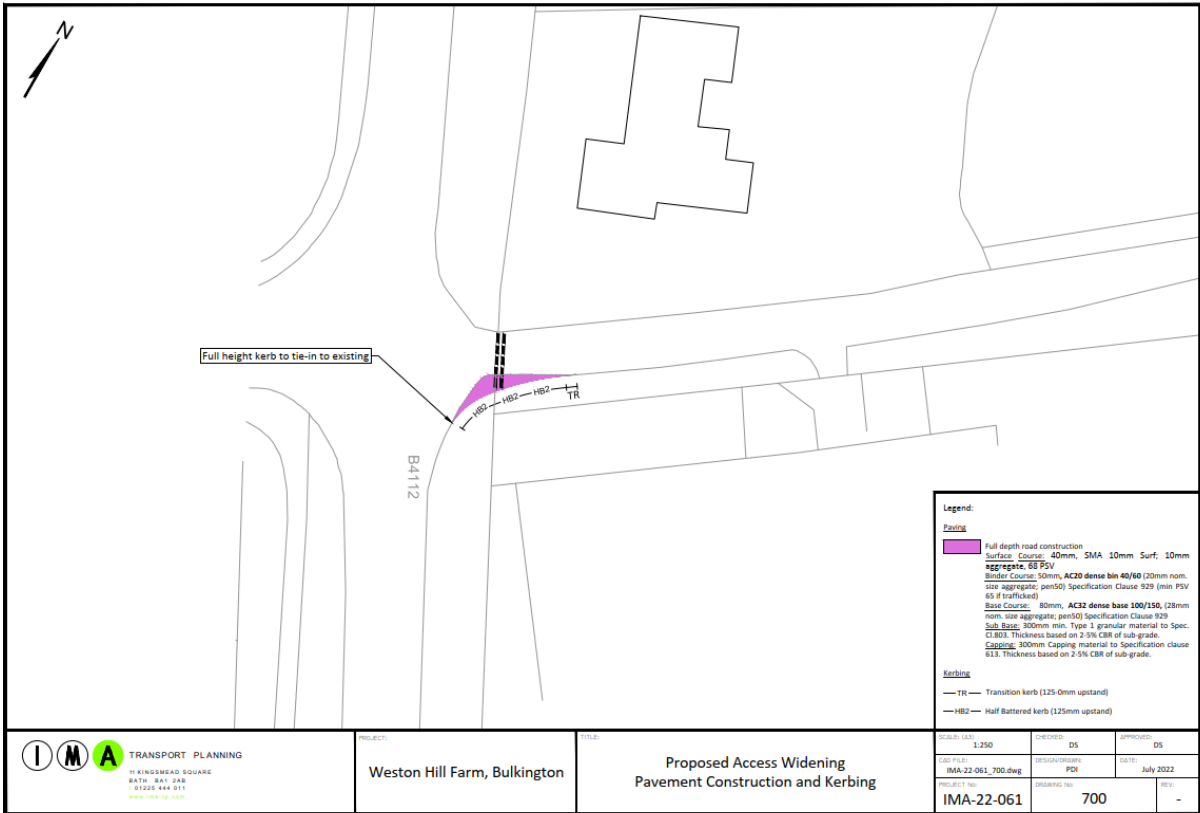 N
Full height kerb to tie-in to existing
HB2
HB2
HB2
TR
B4112
Legend:
Paving
Full depth road construction
Surface Course: 40mm, SMA 10mm Surf; 10mm
aggregate, 68 PSV
Binder Course: 50mm, AC20 dense bin 40/60 (20mm nom.
size aggregate; pen50) Specification Clause 929 (min PSV
65 if trafficked)
Base Course: 80mm, AC32 dense base 100/150, (28mm
nom. size aggregate; pen50) Specification Clause 929
Sub Base: 300mm min. Type 1 granular material to Spec.
Cl.803. Thickness based on 2-5% CBR of sub-grade.
Capping: 300mm Capping material to Specification clause
613. Thickness based on 2-5% CBR of sub-grade.
Kerbing
TR Transition kerb (125-0mm upstand)
HB2 Half Battered kerb (125mm upstand)
IMA TRANSPORT PLANNING
11 KINGSMEAD SQUARE
BATH BA1 2AB
01225 444 011
PROJECT:
Weston Hill Farm, Bulkington
TITLE:
Proposed Access Widening
Pavement Construction and Kerbing
SCALE: (A3)
1:250
CHECKED:
DS
APPROVED:
DS
CAD FILE:
IMA-22-061_700.dwg
DESIGN/DRAWN:
PDI
DATE:
July 2022
PROJECT No:
IMA-22-061
DRAWING No:
700
REV:
-